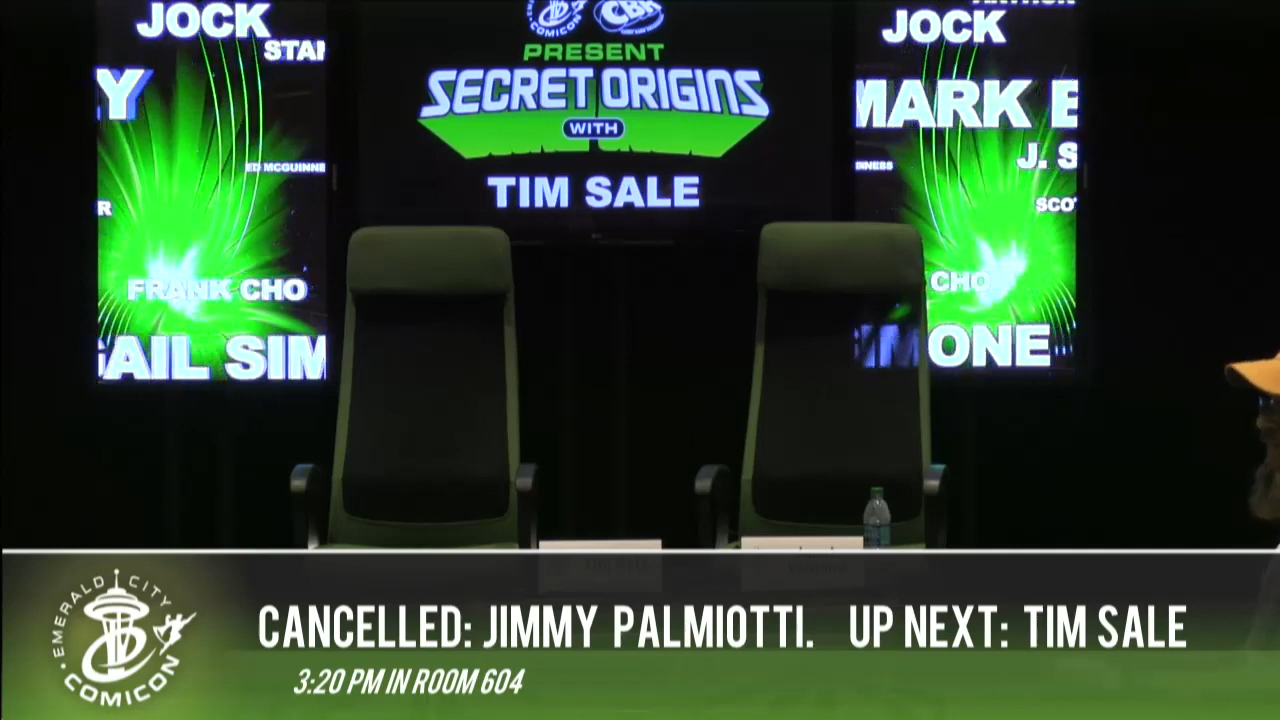 JOCK
STAN
Y
ED MCGUINNE
R
FRANK CHO
GAIL SIM
COMICON
CBR
PRESENT
SECRET ORIGINS
WITH
TIM SALE
JOCK
MARK
J. S
NNESS
SCO
CHO
IMONE
EMERALD CITY
COMICON
CANCELLED: JIMMY PALMIOTTI. UP NEXT: TIM SALE
3:20 PM IN ROOM 604